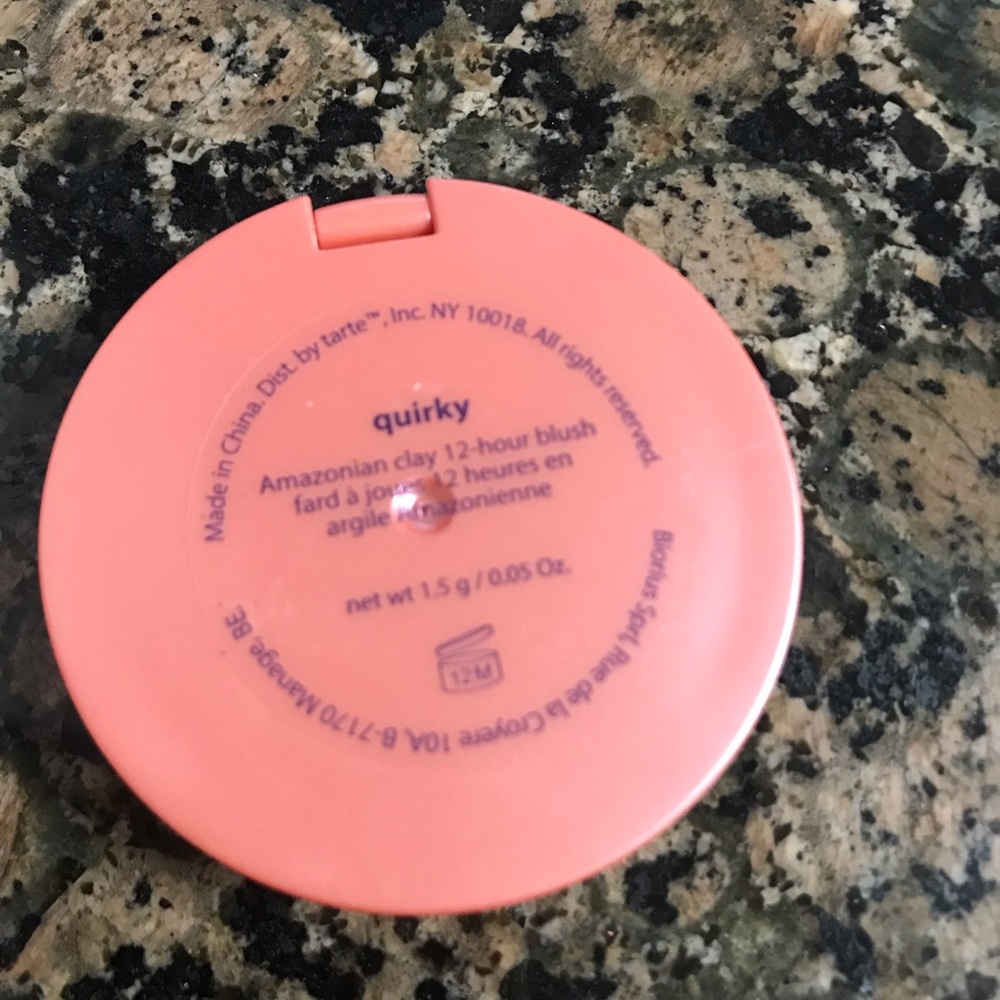 Made in China. Dist. by tarte™, Inc. NY 10018. All rights reserved.
quirky
Amazonian clay 12-hour blush
fard à joues 12 heures en
argile Amazonienne
net wt 1.5 g / 0.05 Oz.
12 M
Biorius Sprl, Rue de la Croyere 10A, B-7170 Manage, BE